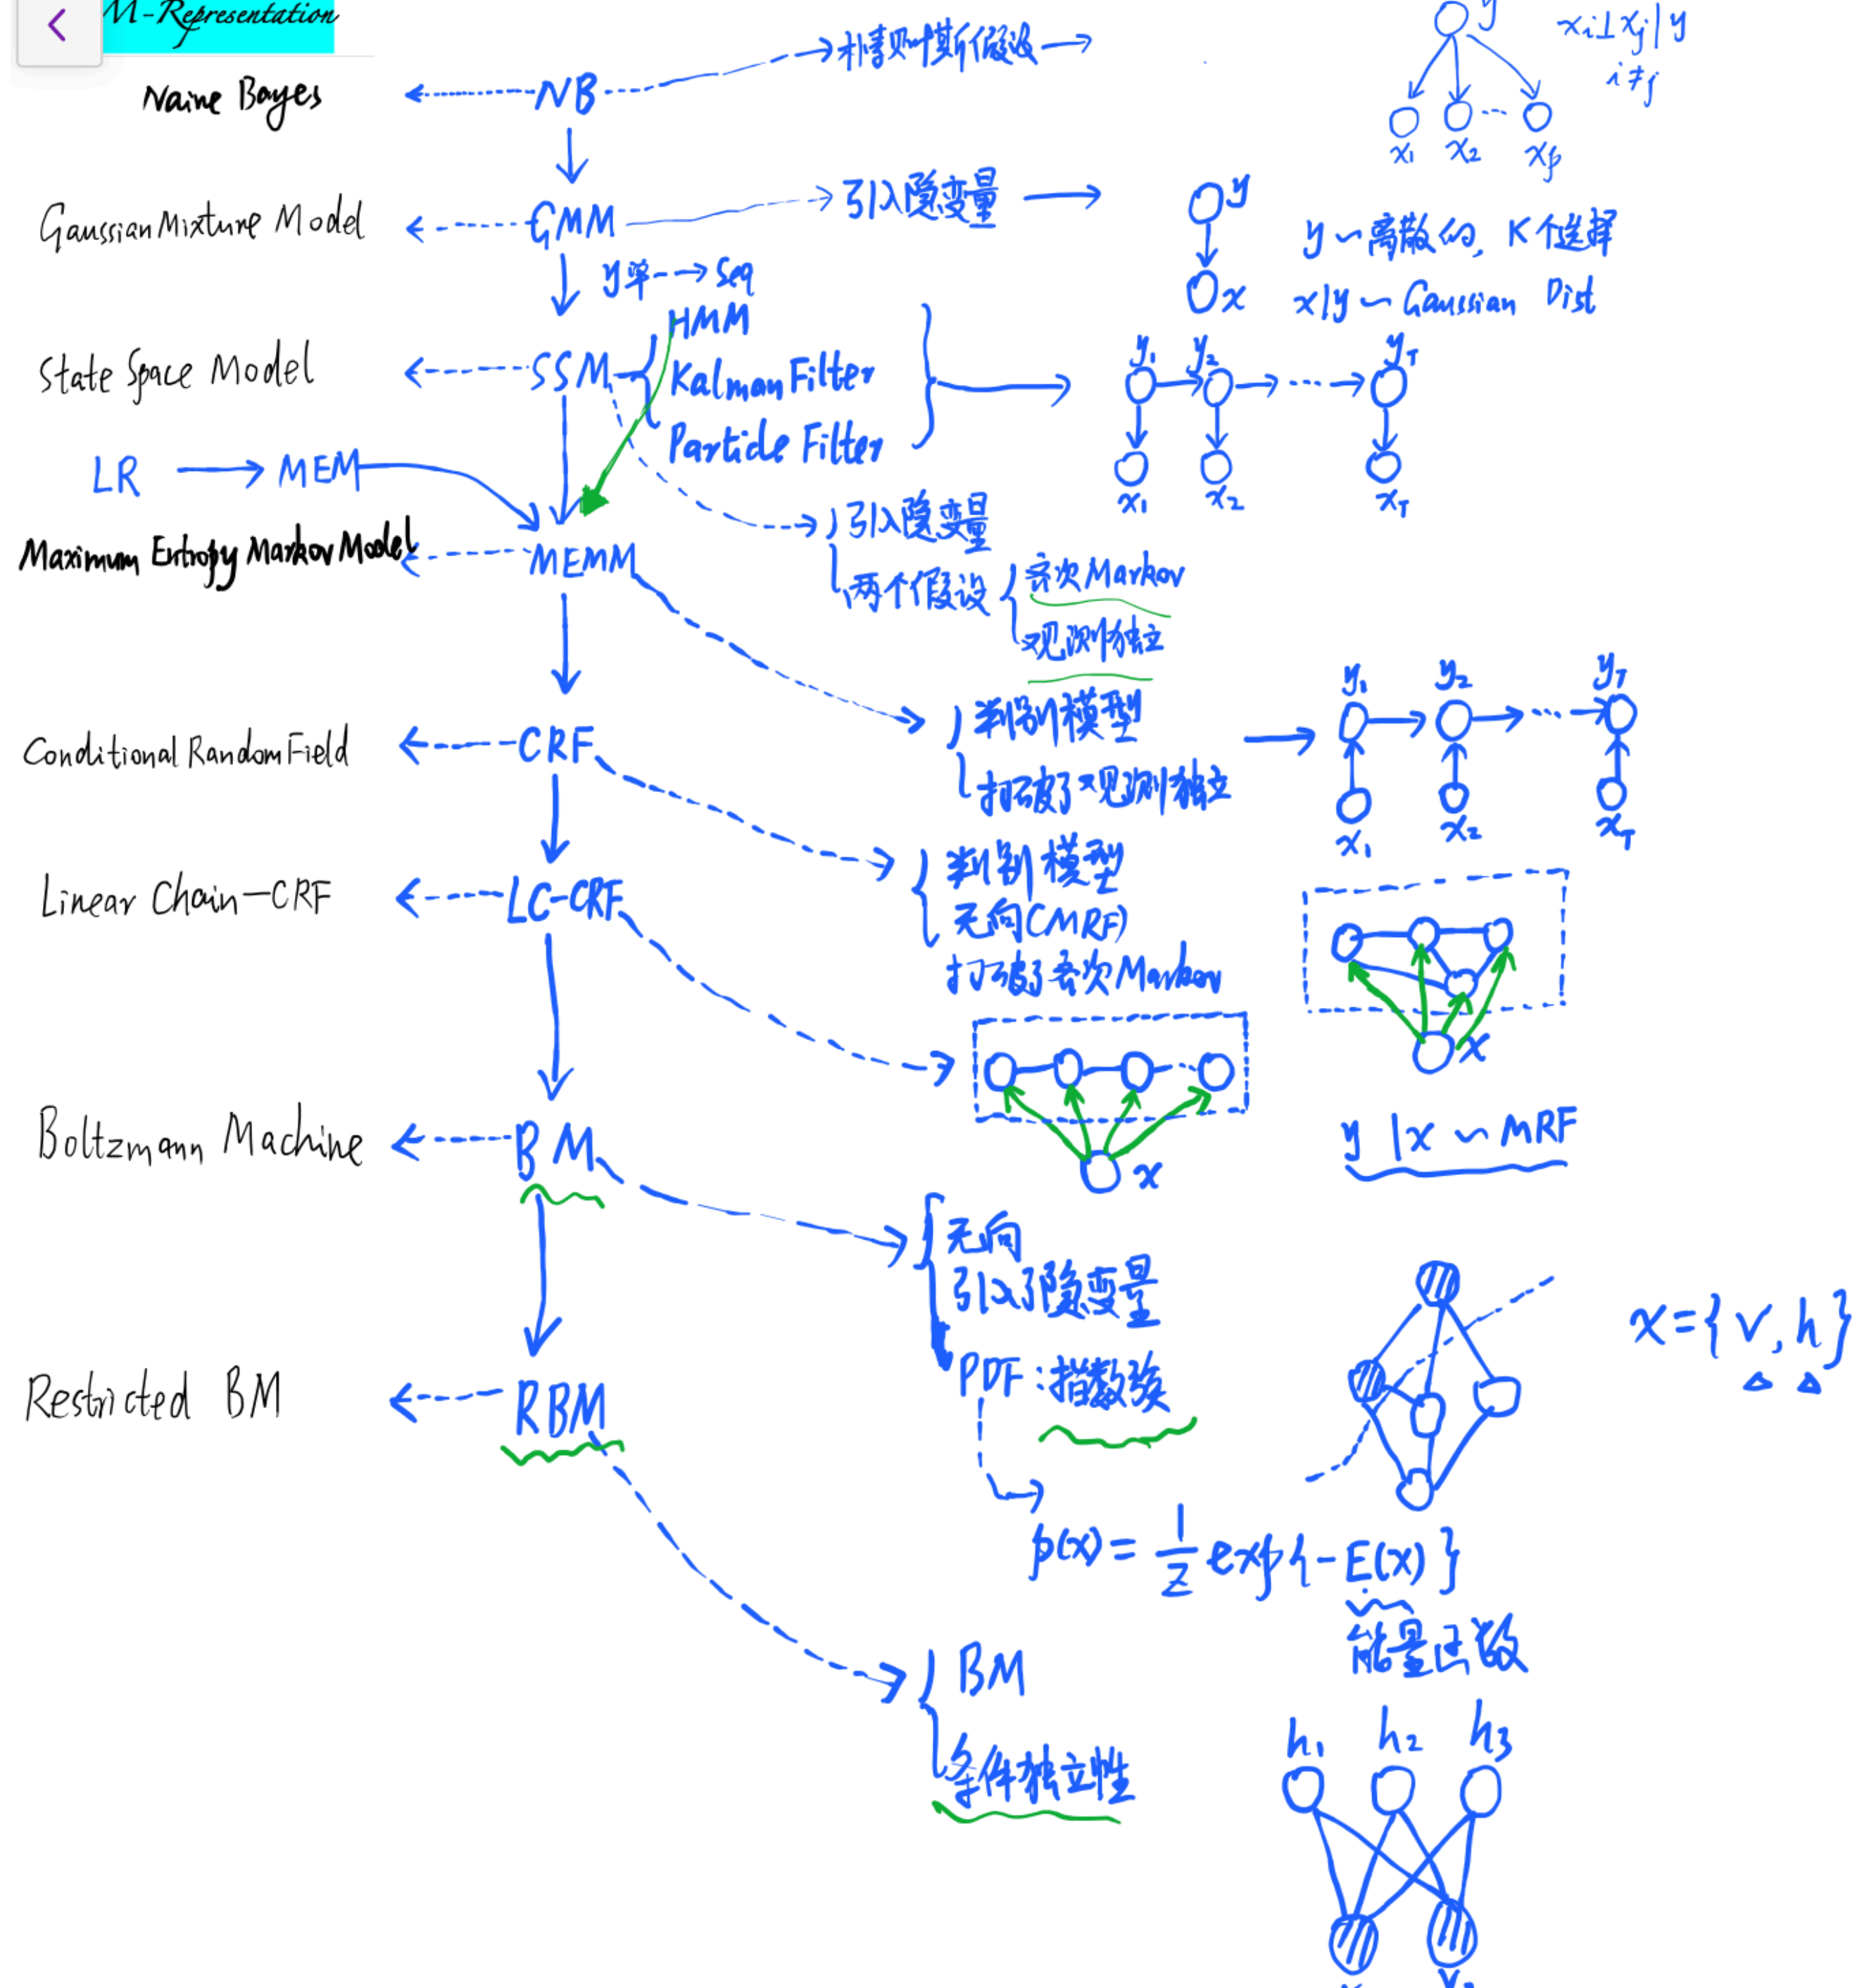 M-Representation
y
xi⊥xj|y
i≠j
朴素贝叶斯假设
Naine Bayes
NB
x1 x2 xp
引入隐变量
y
Gaussian Mixture Model
GMM
y~离散的, K个选择
y单 → Seq
x
x|y ~ Gaussian Dist
HMM
State Space Model
SSM
Kalman Filter
y1 y2 yT
Particle Filter
LR → MEM
x1 x2 xT
引入隐变量
Maximum Entropy Markov Model
MEMM
两个假设
齐次Markov
观测独立
y1 y2 yT
判别模型
Conditional Random Field
CRF
打破了观测独立
x1 x2 xT
判别模型
Linear Chain-CRF
LC-CRF
无向(MRF)
打破了齐次Markov
x
x
y|x ~ MRF
Boltzmann Machine
BM
无向
引入了隐变量
x={v,h}
PDF:指数族
Restricted BM
RBM
p(x) = 1/Z exp{-E(x)}
能量函数
BM
h1 h2 h3
条件独立性